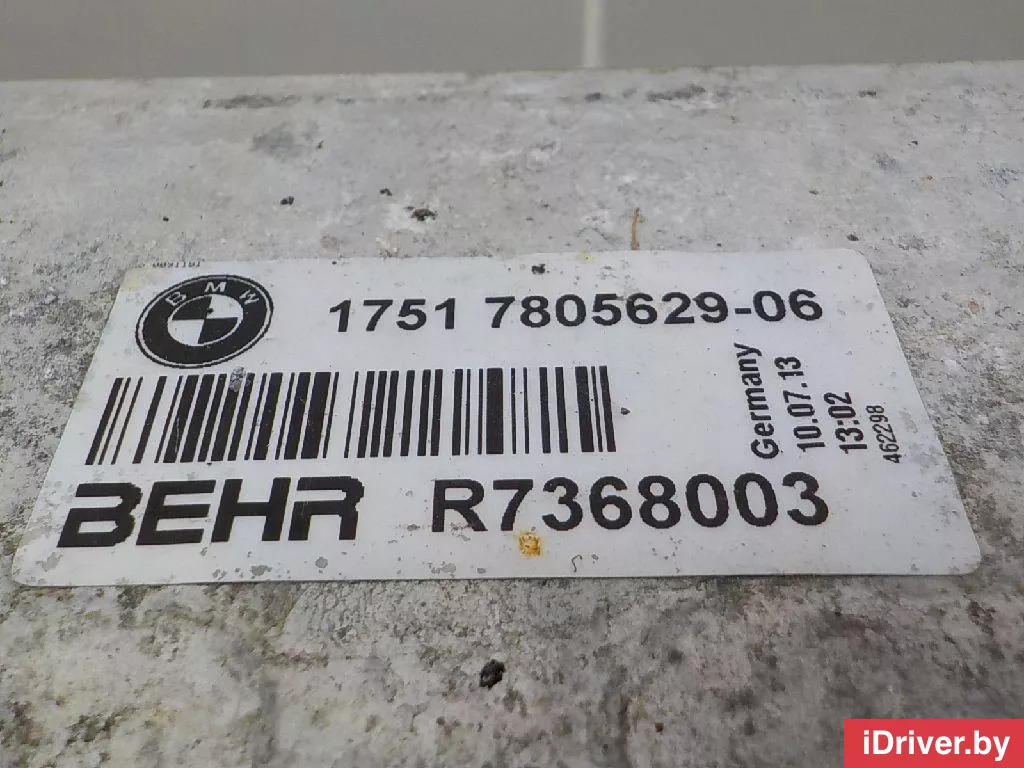 BMW
1751 7805629-06
Germany
10.07.13
13:02
462298
BEHR R7368003
iDriver.by